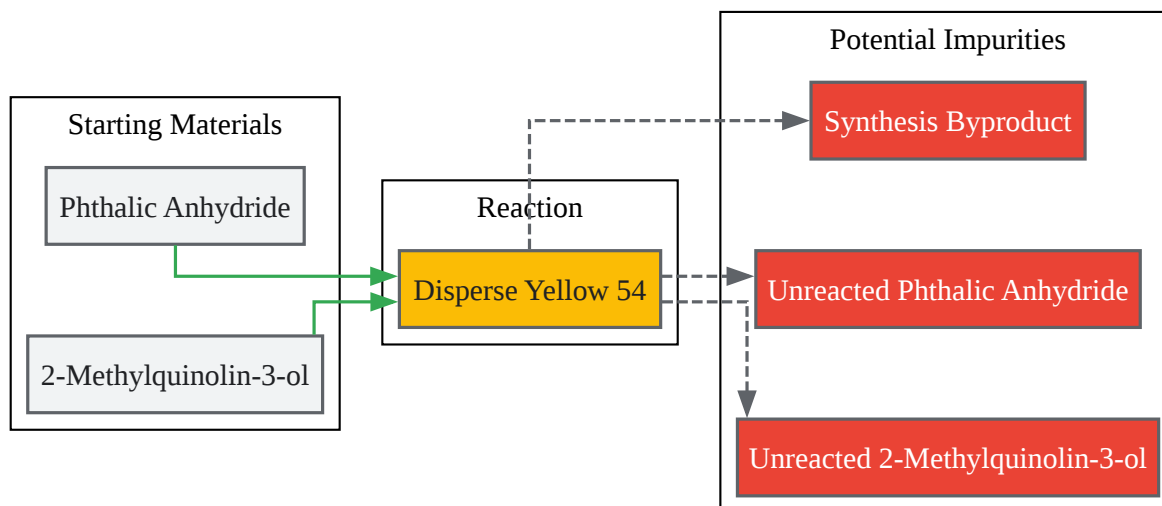 Starting Materials
Phthalic Anhydride
2-Methylquinolin-3-ol
Reaction
Disperse Yellow 54
Potential Impurities
Synthesis Byproduct
Unreacted Phthalic Anhydride
Unreacted 2-Methylquinolin-3-ol